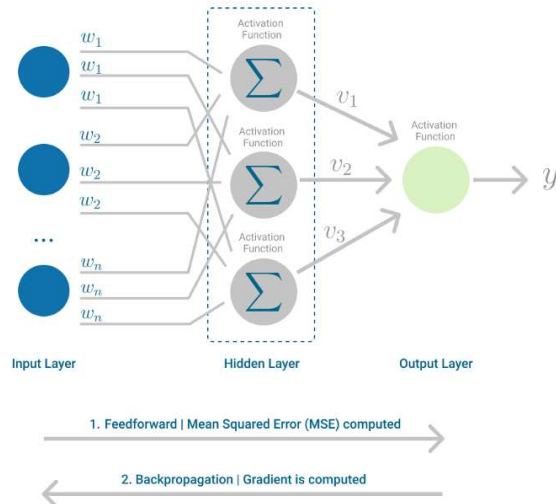 Activation
Function
w₁
w₁
w₁
∑
v₁
Activation
Function
w₂
w₂
w₂
∑
v₂
Activation
Function
y
...
Activation
Function
v₃
wₙ
wₙ
wₙ
∑
Input Layer
Hidden Layer
Output Layer
1. Feedforward | Mean Squared Error (MSE) computed
2. Backpropagation | Gradient is computed